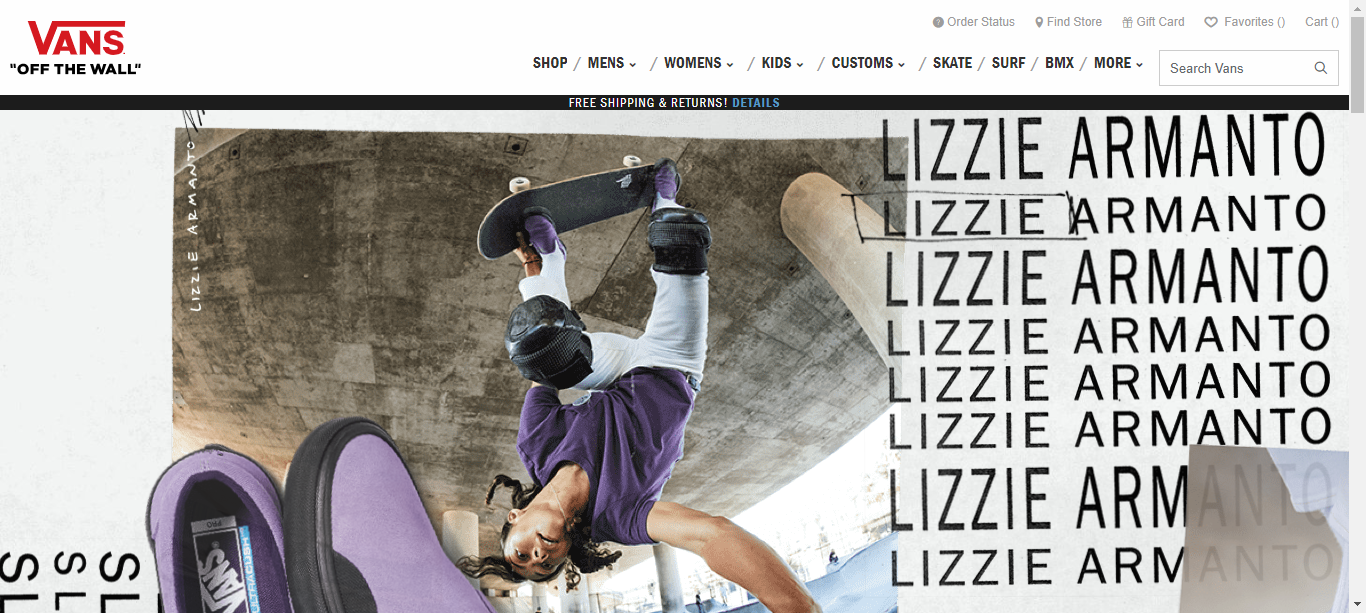 Order Status Find Store Gift Card Favorites () Cart ()
VANS
"OFF THE WALL"
SHOP / MENS / WOMENS / KIDS / CUSTOMS / SKATE / SURF / BMX / MORE
Search Vans
FREE SHIPPING & RETURNS! DETAILS
LIZZIE ARMANTO
LIZZIE ARMANTO
LIZZIE ARMANTO
LIZZIE ARMANTO
LIZZIE ARMANTO
LIZZIE ARMANTO
LIZZIE ARMANTO
LIZZIE ARMANTO
LIZZIE ARMANTO
PRO
VANS
ULTRACUSH